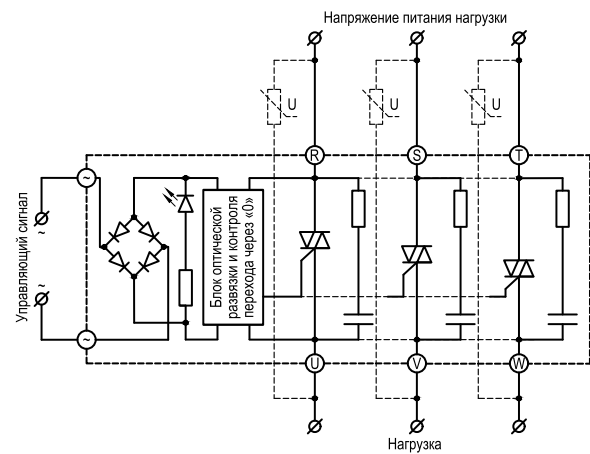 Напряжение питания нагрузки
U
U
U
R
S
T
~
~
~
~
Управляющий сигнал
Блок оптической
развязки и контроля
перехода через «0»
U
V
W
Нагрузка